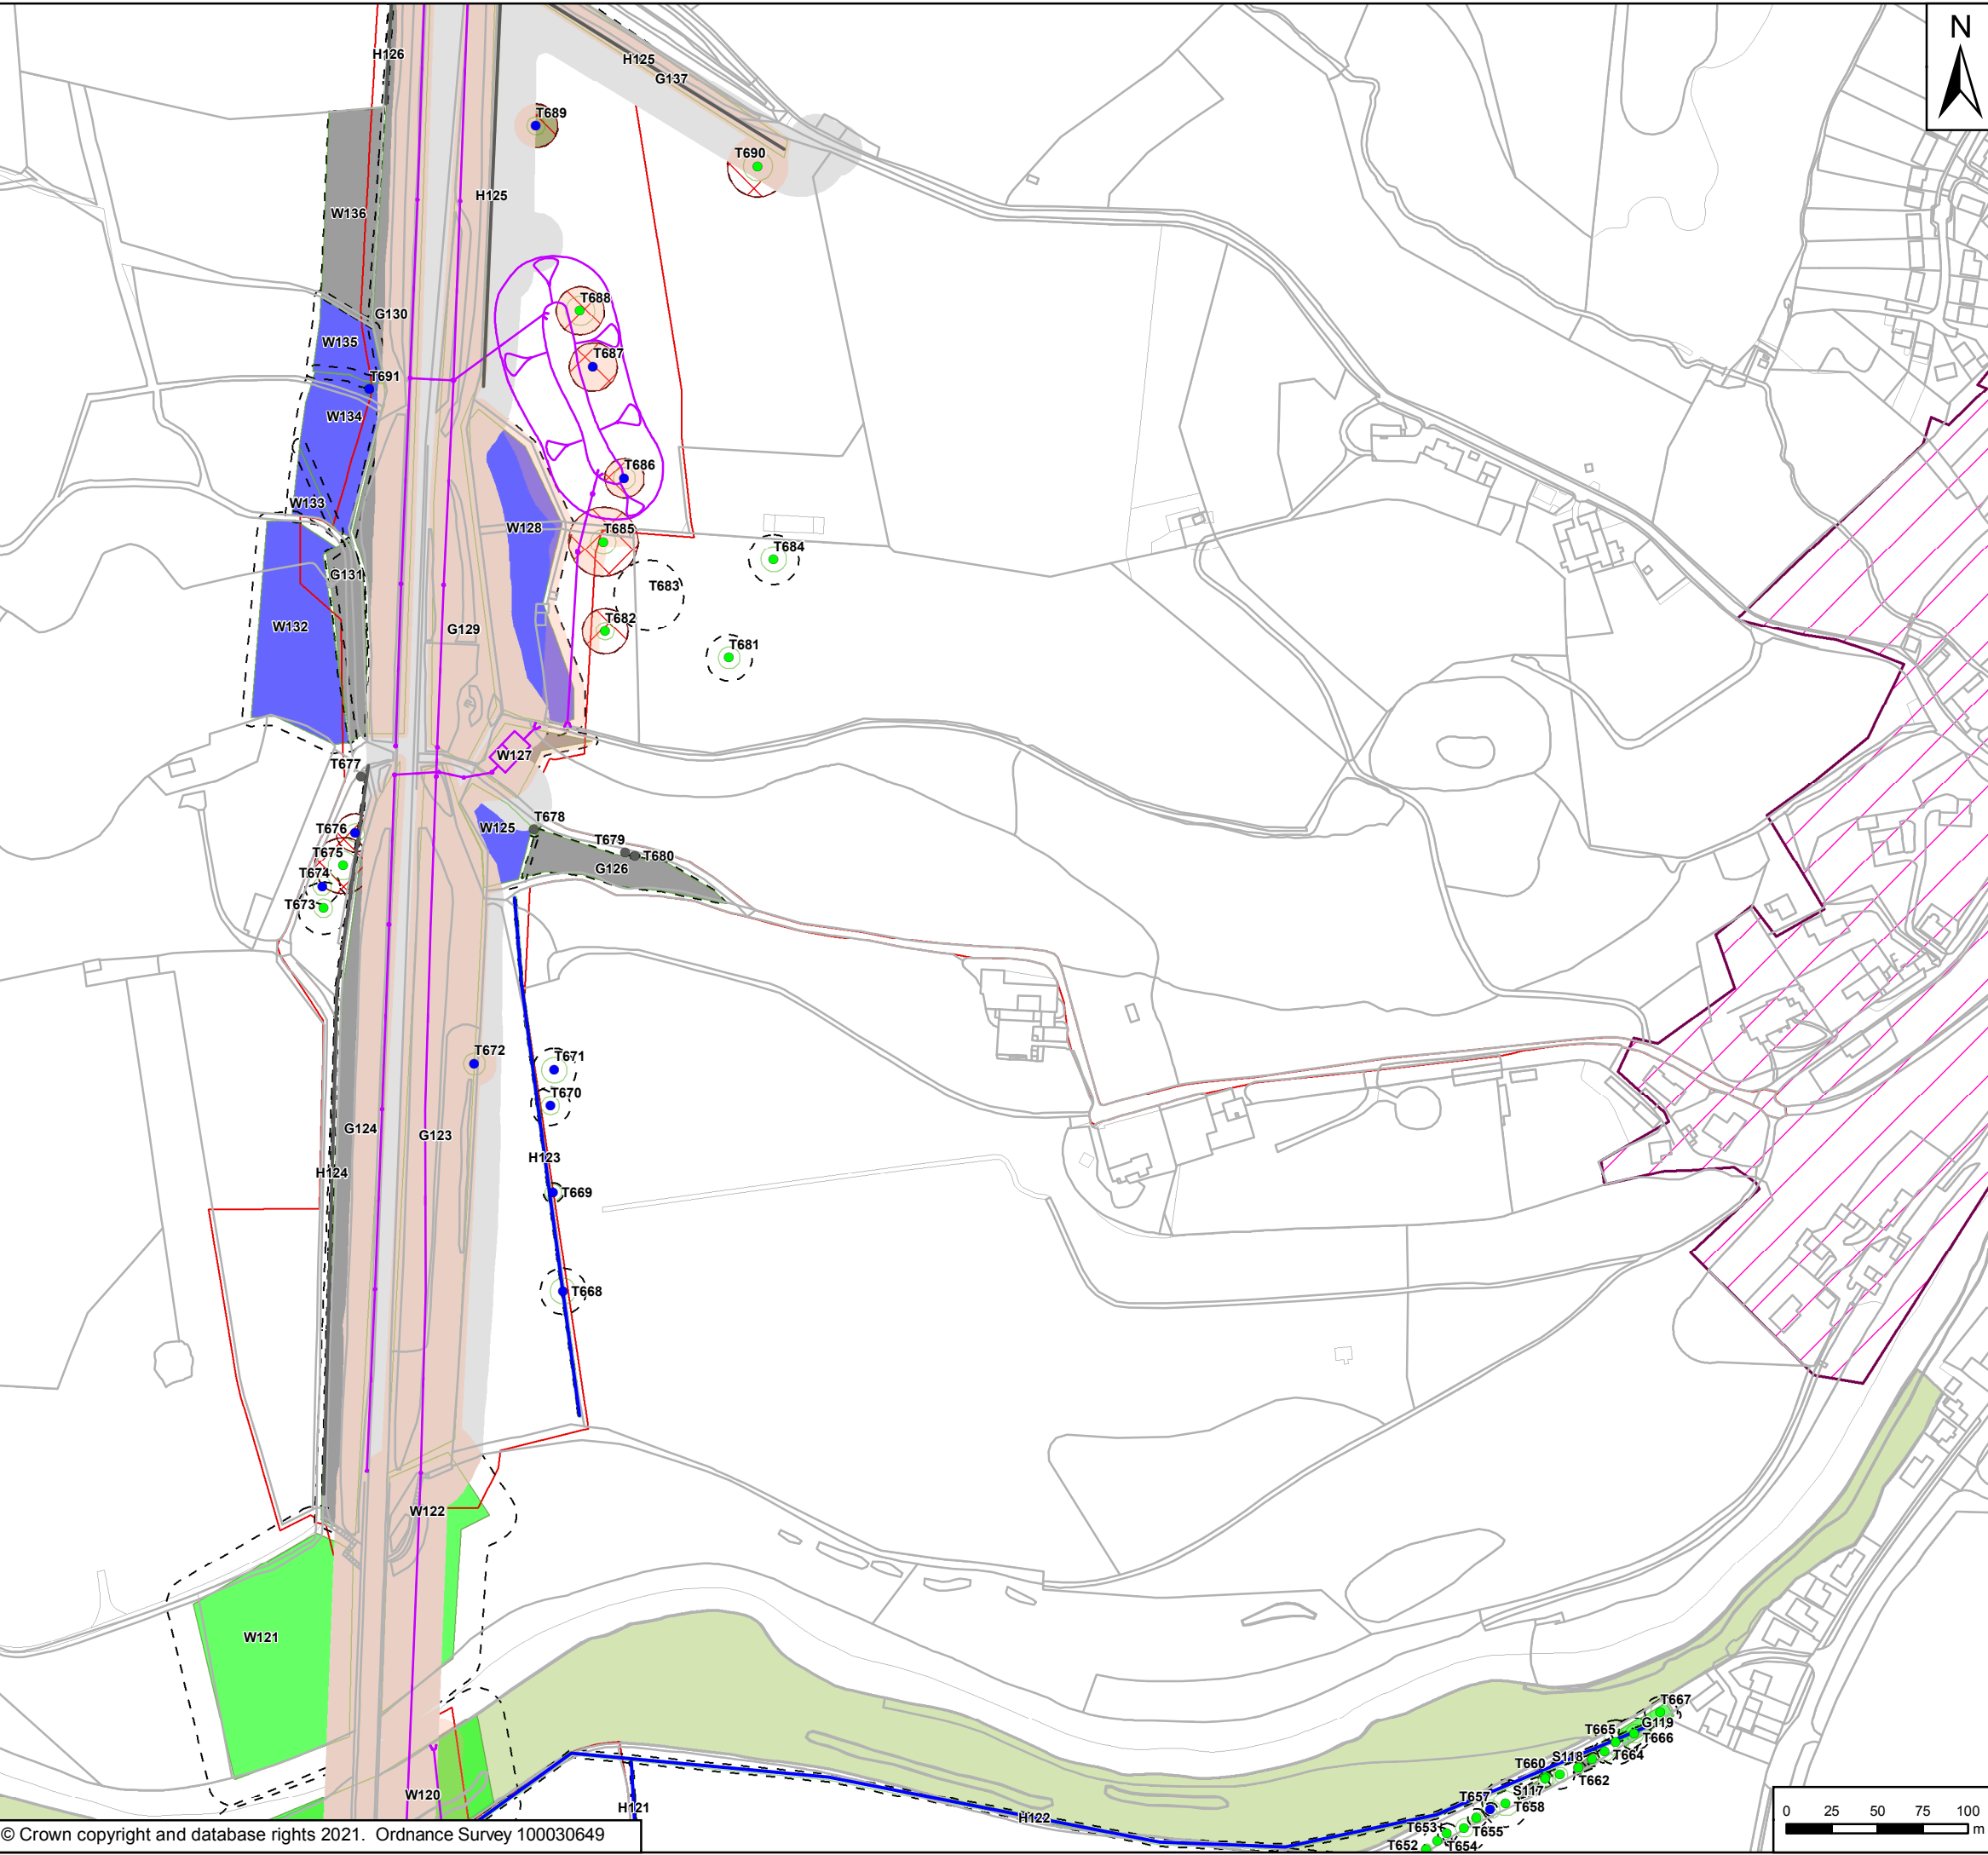 N
H126
H125
G137
T689
T690
H125
W136
T688
G130
W135
T687
T691
W134
T686
W133
W128
T685
T684
G131
T683
T682
W132
G129
T681
W127
T677
T678
W125
T676
T679
T680
T675
G126
T674
T673
T672
T671
T670
G124
G123
H123
H124
T669
T668
W122
W121
T667
G119
T665
T666
S118
T664
T660
T662
S117
T657
T658
W120
H121
H122
T653
T655
T652
T654
0 25 50 75 100
m
© Crown copyright and database rights 2021. Ordnance Survey 100030649